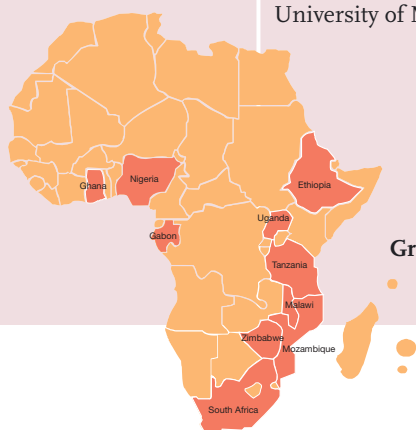 University of
Ghana
Nigeria
Ethiopia
Gabon
Uganda
Tanzania
Malawi
Zimbabwe
Mozambique
South Africa